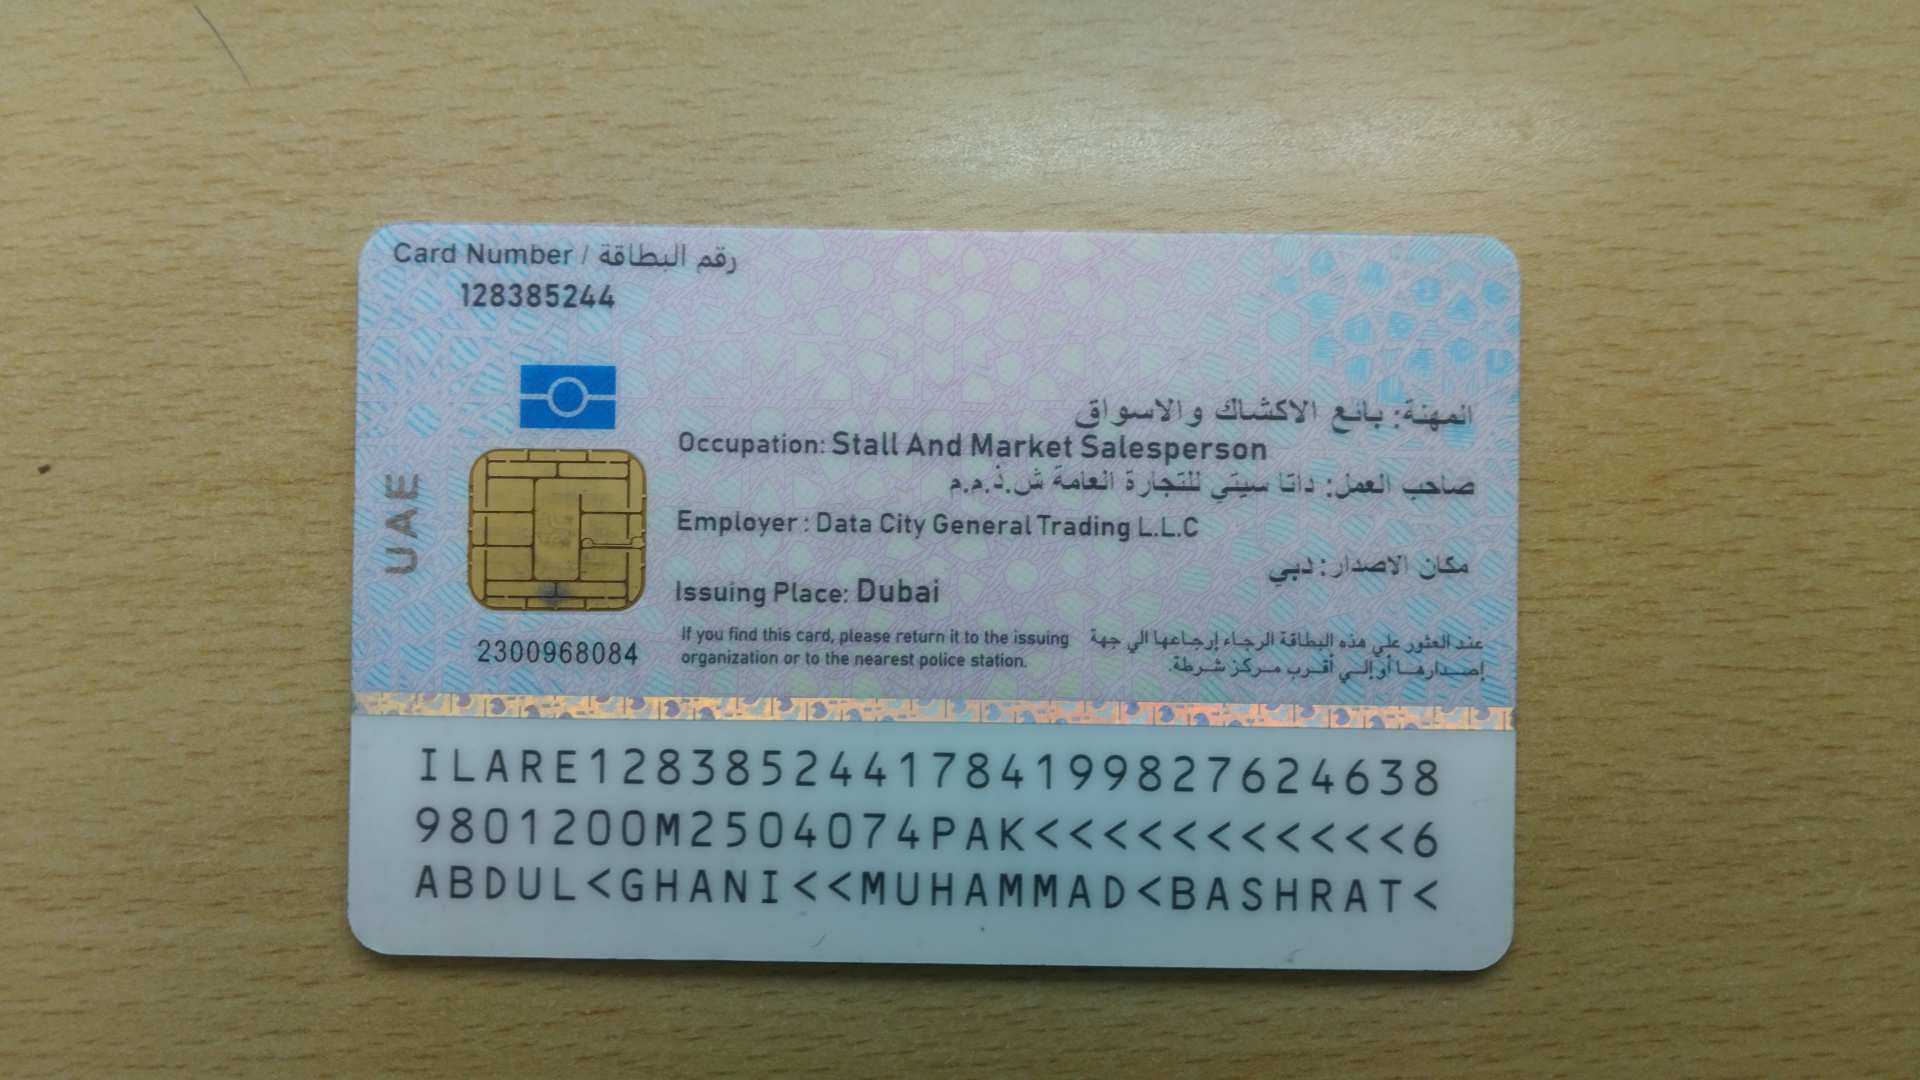 Card Number / رقم البطاقة
128385244
المهنة: بائع الاكشاك والاسواق
Occupation: Stall And Market Salesperson
صاحب العمل: داتا سيتي للتجارة العامة ش.ذ.م.م
Employer : Data City General Trading L.L.C
مكان الاصدار: دبي
Issuing Place: Dubai
UAE
2300968084
If you find this card, please return it to the issuing
organization or to the nearest police station.
عند العثور علي هذه البطاقة الرجاء إرجاعها الي جهة
إصدارها أو إلي أقرب مركز شرطة.
ILARE1283852441784199827624638
9801200M2504074PAK<<<<<<<<<<<6
ABDUL<GHANI<<MUHAMMAD<BASHRAT<